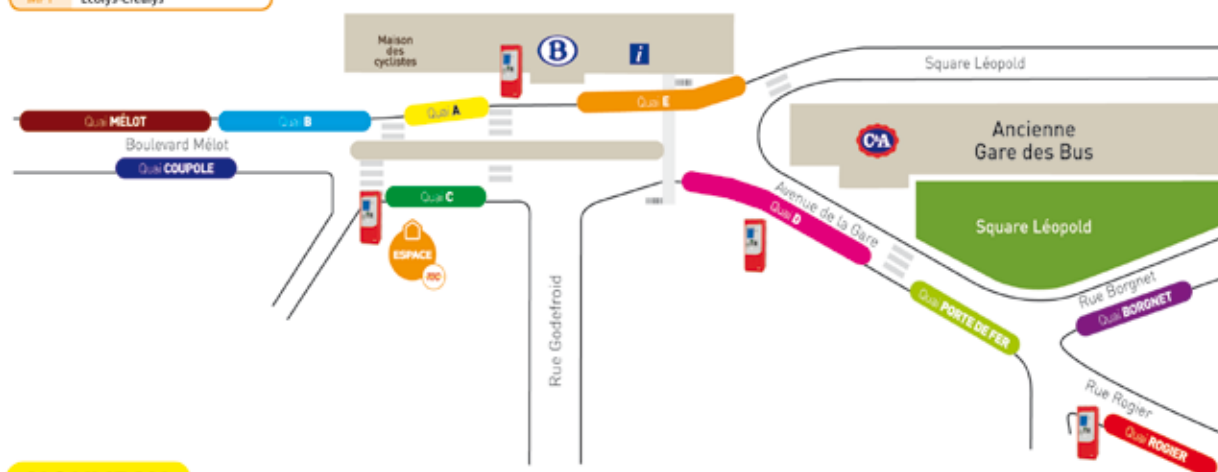 Ecolys-Crealys
Maison
des
cyclistes
B
i
Square Léopold
Quai MÉLOT
Quai B
Quai A
Quai E
Boulevard Mélot
Quai COUPOLE
Quai C
ESPACE
C&A
Ancienne
Gare des Bus
Avenue de la Gare
Quai D
Square Léopold
Rue Godefroid
Quai PORTE DE FER
Rue Borgnet
Quai BORGNET
Rue Rogier
Quai ROGIER